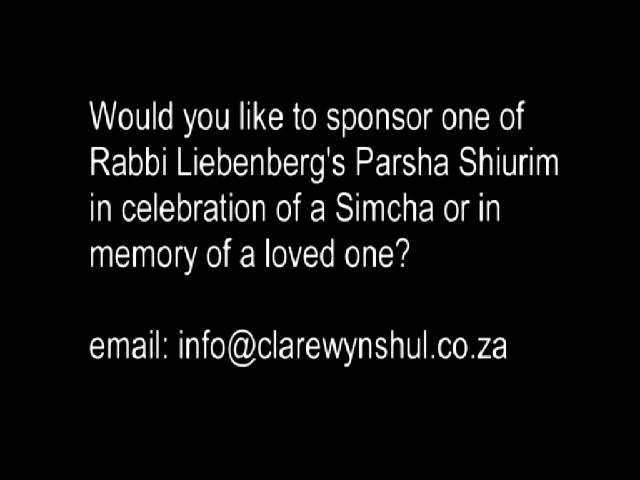 Would you like to sponsor one of
Rabbi Liebenberg's Parsha Shiurim
in celebration of a Simcha or in
memory of a loved one?
email: info@clarewynshul.co.za